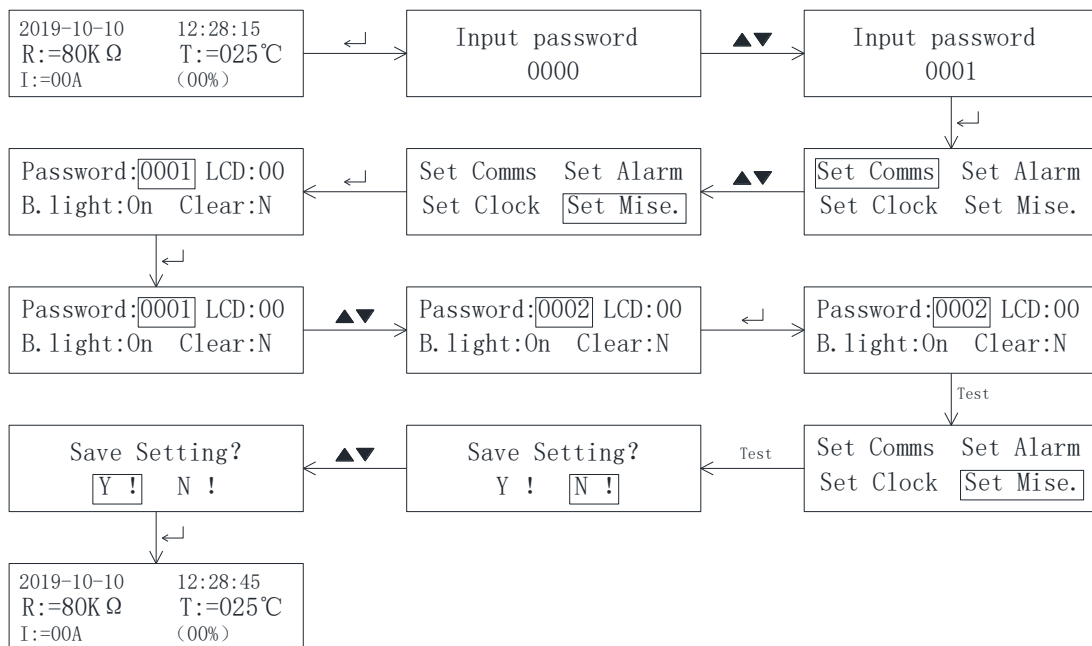 2019-10-10 12:28:15
R:=80KΩ T:=025℃
I:=00A (00%)
Input password
0000
Input password
0001
Set Comms Set Alarm
Set Clock Set Mise.
Set Comms Set Alarm
Set Clock Set Mise.
Password:0001 LCD:00
B.light:On Clear:N
Password:0001 LCD:00
B.light:On Clear:N
Password:0002 LCD:00
B.light:On Clear:N
Password:0002 LCD:00
B.light:On Clear:N
Test
Set Comms Set Alarm
Set Clock Set Mise.
Test
Save Setting?
Y ! N !
Save Setting?
Y ! N !
2019-10-10 12:28:45
R:=80KΩ T:=025℃
I:=00A (00%)